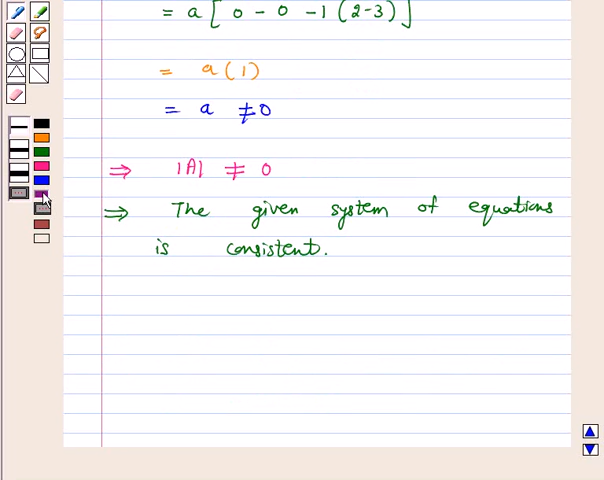 = a [ 0 - 0 - 1 ( 2-3 ) ]
= a ( 1 )
= a ≠ 0
⇒ |A| ≠ 0
⇒ The given system of equations
is consistent.